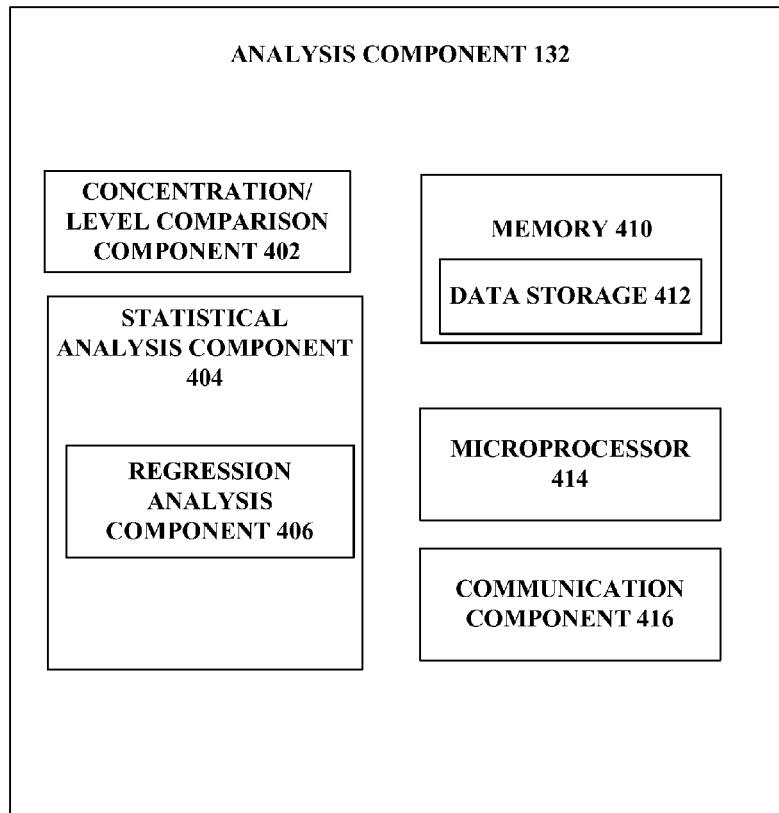 ANALYSIS COMPONENT 132
CONCENTRATION/
LEVEL COMPARISON
COMPONENT 402
STATISTICAL
ANALYSIS COMPONENT
404
REGRESSION
ANALYSIS
COMPONENT 406
MEMORY 410
DATA STORAGE 412
MICROPROCESSOR
414
COMMUNICATION
COMPONENT 416